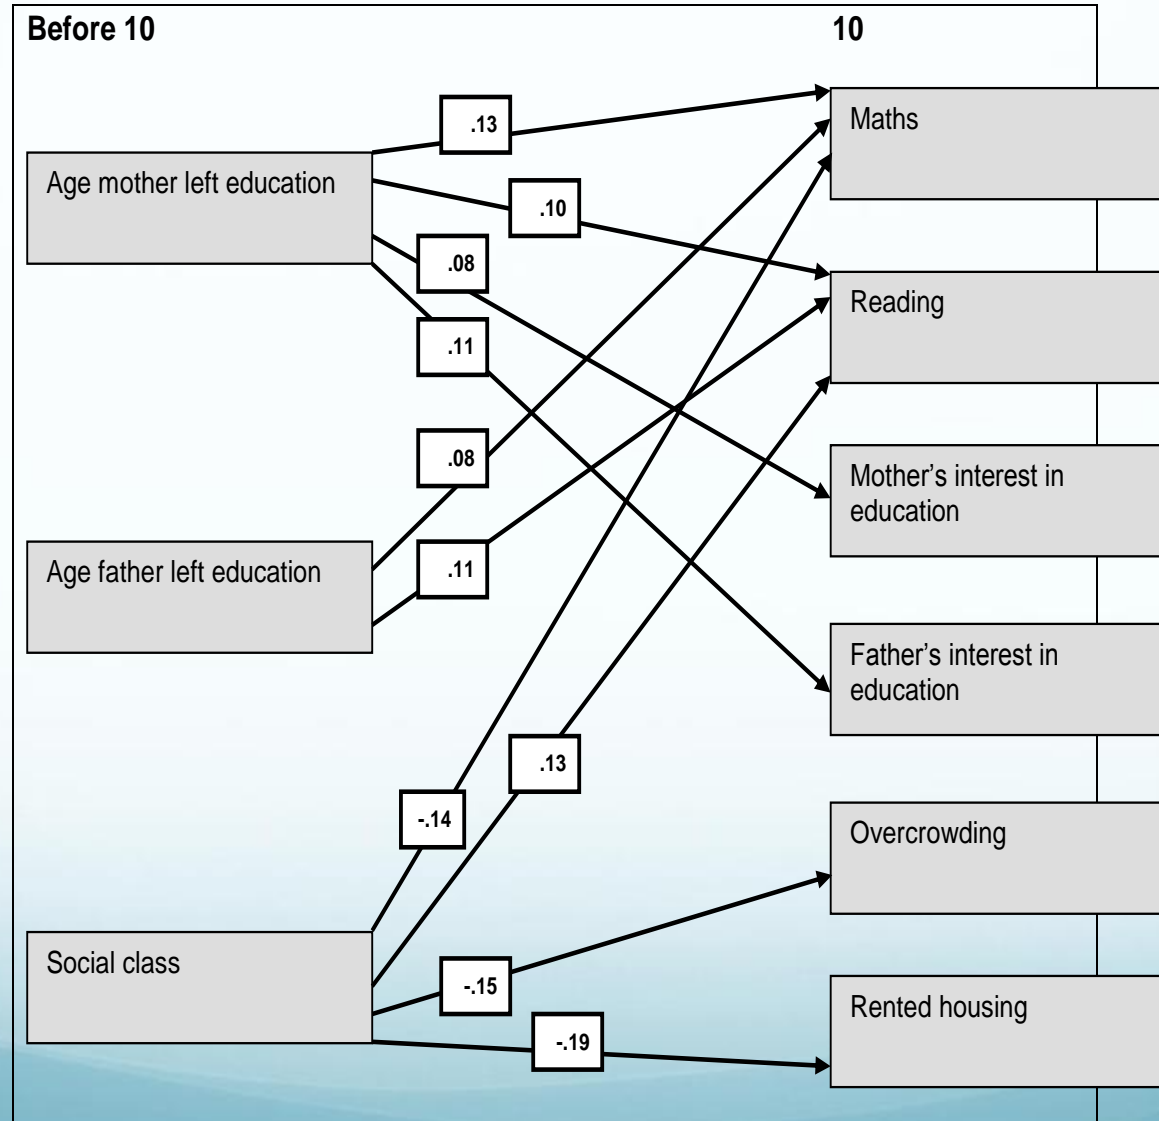 Before 10
10
.13
Maths
Age mother left education
.10
.08
Reading
.11
.08
Mother’s interest in
education
Age father left education
.11
Father’s interest in
education
.13
-.14
Overcrowding
Social class
-.15
Rented housing
-.19